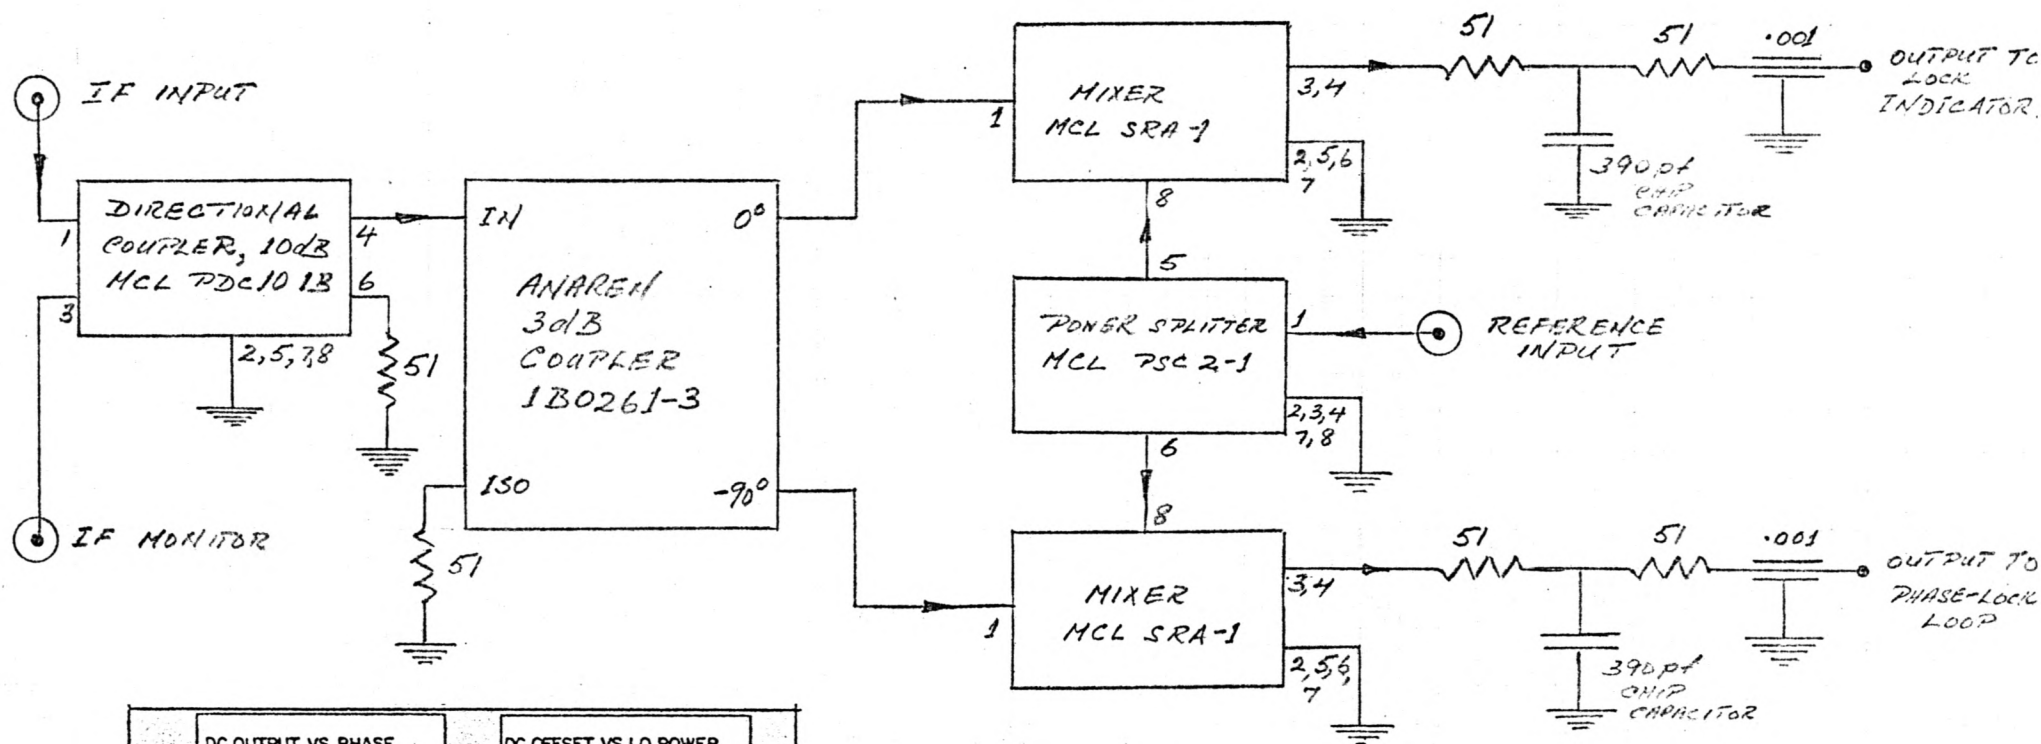 IF INPUT
DIRECTIONAL
COUPLER, 10dB
MCL PDC10 1B
1
3
4
6
2,5,7,8
51
IF MONITOR
IN
0°
ANAREN
3dB
COUPLER
1B0261-3
ISO
-90°
51
1
MIXER
MCL SRA-1
3,4
2,5,6
7
8
51
51
.001
OUTPUT TO
LOCK
INDICATOR.
390 pf
CHIP
CAPACITOR
5
POWER SPLITTER
MCL PSC 2-1
1
2,3,4
7,8
6
REFERENCE
INPUT
8
1
MIXER
MCL SRA-1
3,4
2,5,6,
7
51
51
.001
OUTPUT TO
PHASE-LOCK
LOOP
390 pf
CHIP
CAPACITOR
DC OUTPUT VS PHASE
DC OFFSET VS LO POWER